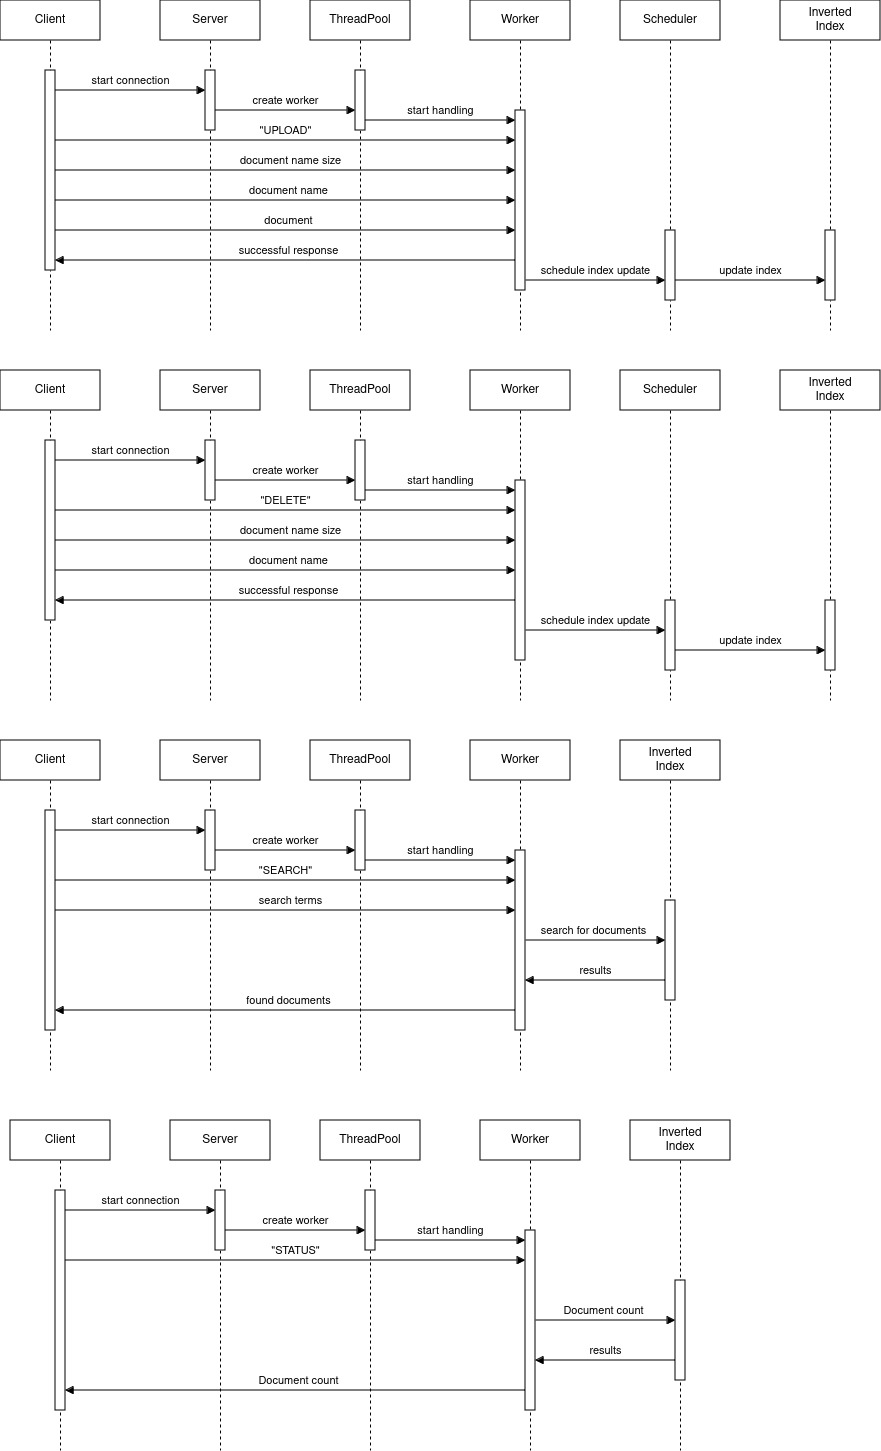 Client
Server
ThreadPool
Worker
Scheduler
Inverted
Index
start connection
create worker
start handling
"UPLOAD"
document name size
document name
document
successful response
schedule index update
update index
Client
Server
ThreadPool
Worker
Scheduler
Inverted
Index
start connection
create worker
start handling
"DELETE"
document name size
document name
successful response
schedule index update
update index
Client
Server
ThreadPool
Worker
Inverted
Index
start connection
create worker
start handling
"SEARCH"
search terms
search for documents
results
found documents
Client
Server
ThreadPool
Worker
Inverted
Index
start connection
create worker
start handling
"STATUS"
Document count
results
Document count